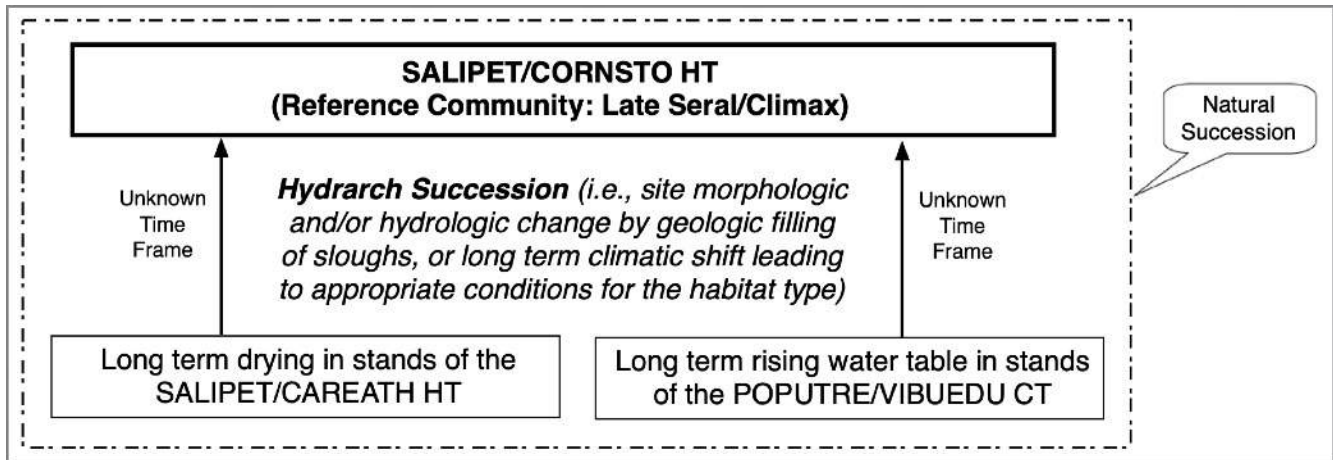 SALIPET/CORNSTO HT
(Reference Community: Late Seral/Climax)
Natural
Succession
Unknown
Time
Frame
Hydrarch Succession (i.e., site morphologic
and/or hydrologic change by geologic filling
of sloughs, or long term climatic shift leading
to appropriate conditions for the habitat type)
Unknown
Time
Frame
Long term drying in stands of the
SALIPET/CAREATH HT
Long term rising water table in stands
of the POPUTRE/VIBUEDU CT